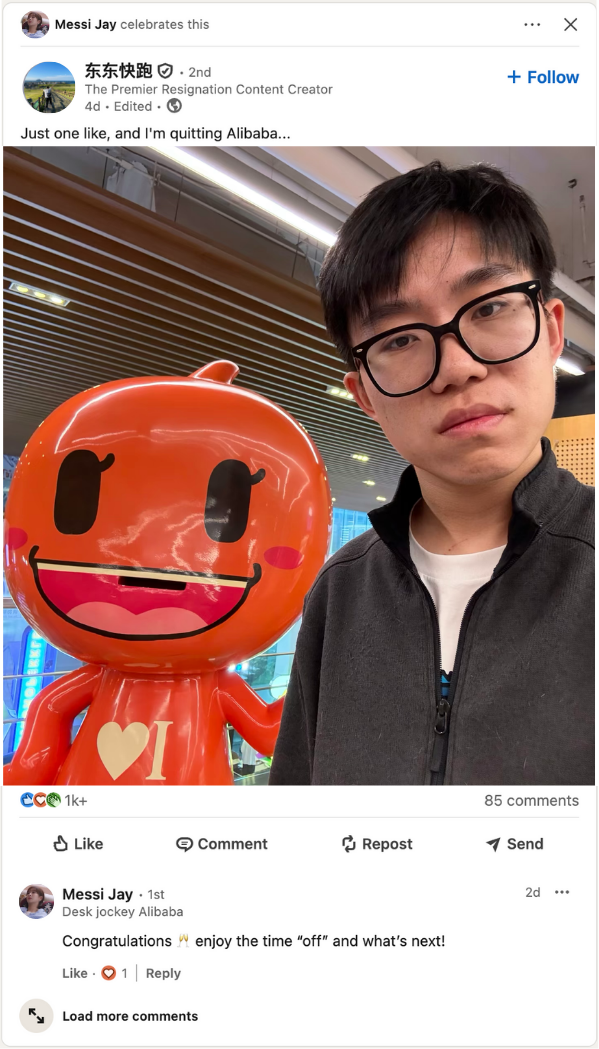 Messi Jay celebrates this
东东快跑 · 2nd
The Premier Resignation Content Creator
4d • Edited •
+ Follow
Just one like, and I'm quitting Alibaba...
I
1k+
85 comments
Like
Comment
Repost
Send
Messi Jay · 1st
2d
Desk jockey Alibaba
Congratulations 🥂 enjoy the time “off” and what’s next!
Like · 1 | Reply
Load more comments